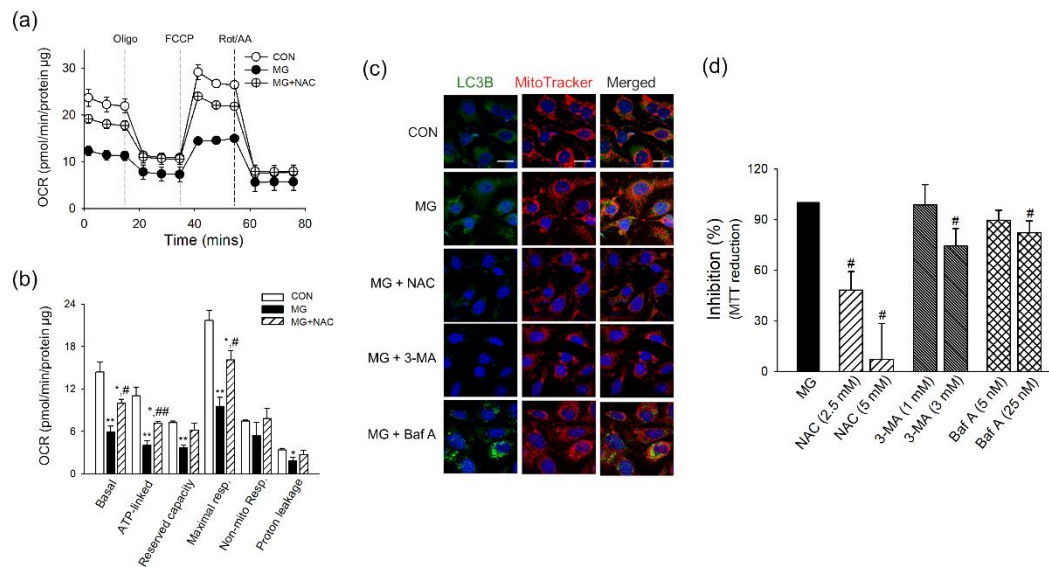 (a)
Oligo FCCP Rot/AA
CON
MG
MG+NAC
OCR (pmol/min/protein µg)
30
20
10
0
0 20 40 60 80
Time (mins)
(b)
OCR (pmol/min/protein µg)
24
18
12
6
0
CON
MG
MG+NAC
**
*,#
**
*,##
**
**
*,#
*
Basal
ATP-linked
Reserved capacity
Maximal resp.
Non-mito Resp.
Proton leakage
(c)
LC3B MitoTracker Merged
CON
MG
MG + NAC
MG + 3-MA
MG + Baf A
(d)
Inhibition (%)
(MTT reduction)
120
90
60
30
0
#
#
#
#
MG
NAC (2.5 mM)
NAC (5 mM)
3-MA (1 mM)
3-MA (3 mM)
Baf A (5 nM)
Baf A (25 nM)